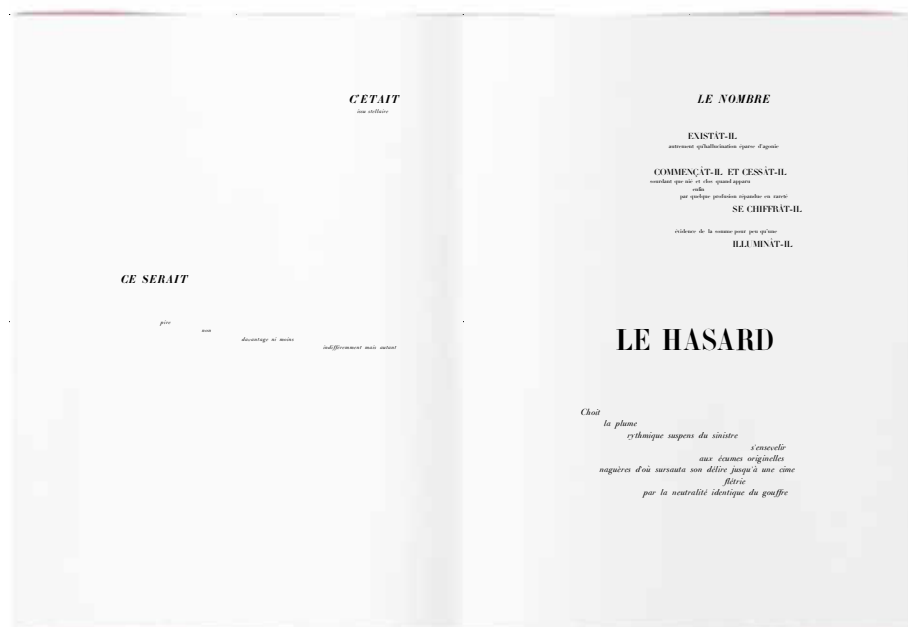 C'ÉTAIT
issu stellaire
CE SERAIT
pire
non
davantage ni moins
indifféremment mais autant
LE NOMBRE
EXISTÂT-IL
autrement qu'hallucination éparse d'agonie
COMMENÇÂT-IL ET CESSÂT-IL
sourdant que nié et clos quand apparu
enfin
par quelque profusion répandue en rareté
SE CHIFFRÂT-IL
évidence de la somme pour peu qu'une
ILLUMINÂT-IL
LE HASARD
Choit
la plume
rythmique suspens du sinistre
s'ensevelir
aux écumes originelles
naguères d'où sursauta son délire jusqu'à une cime
flétrie
par la neutralité identique du gouffre